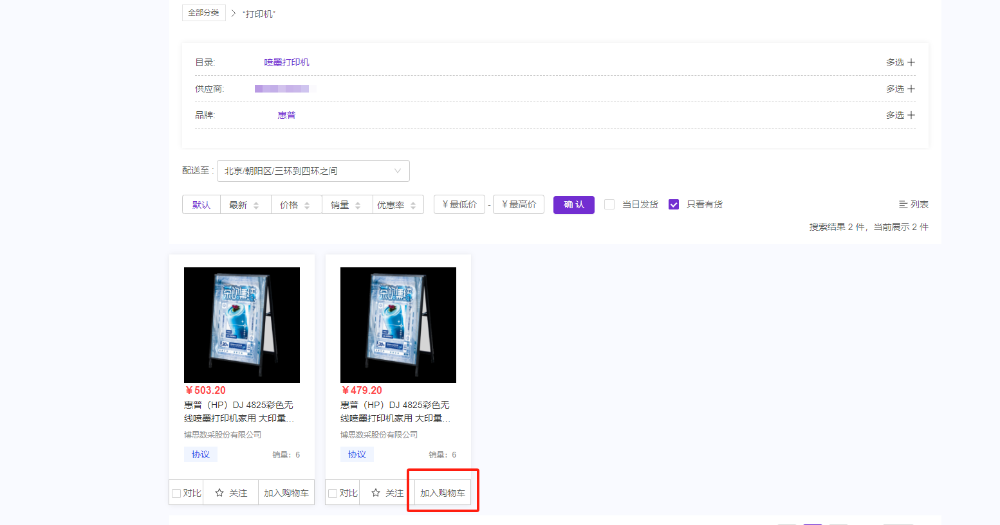 全部分类 > “打印机”
目录: 喷墨打印机 多选
供应商: 多选
品牌: 惠普 多选
配送至 : 北京/朝阳区/三环到四环之间
默认 最新 价格 销量 优惠率 ¥最低价 - ¥最高价 确认 当日发货 只看有货 列表
搜索结果 2 件，当前展示 2 件
¥503.20
惠普（HP）DJ 4825彩色无
线喷墨打印机家用 大印量...
博思数采股份有限公司
协议 销量：6
对比 关注 加入购物车
¥479.20
惠普（HP）DJ 4825彩色无
线喷墨打印机家用 大印量...
博思数采股份有限公司
协议 销量：6
对比 关注 加入购物车